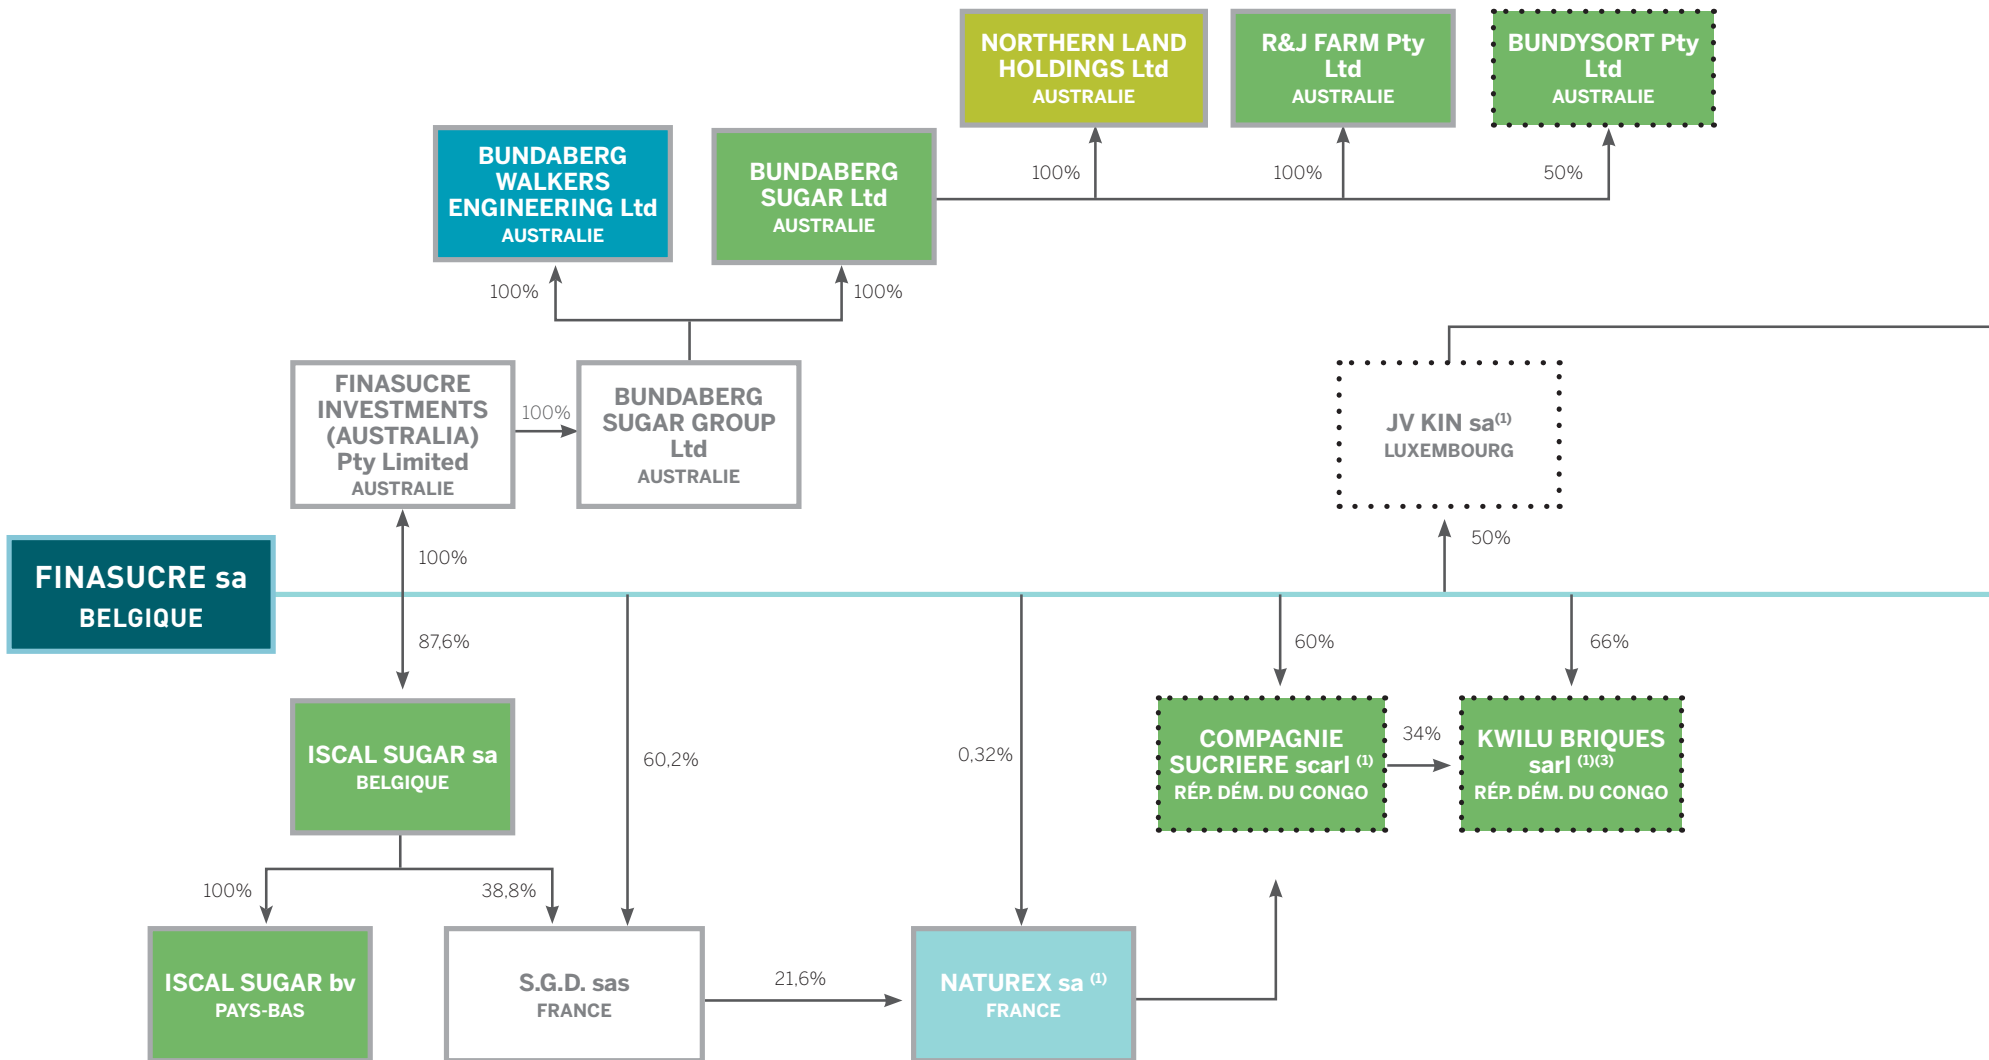 NORTHERN LAND
HOLDINGS Ltd
AUSTRALIE
R&J FARM Pty
Ltd
AUSTRALIE
BUNDYSORT Pty
Ltd
AUSTRALIE
BUNDABERG
WALKERS
ENGINEERING Ltd
AUSTRALIE
BUNDABERG
SUGAR Ltd
AUSTRALIE
100%
100%
50%
100%
100%
FINASUCRE
INVESTMENTS
(AUSTRALIA)
Pty Limited
AUSTRALIE
100%
BUNDABERG
SUGAR GROUP
Ltd
AUSTRALIE
JV KIN sa(1)
LUXEMBOURG
100%
50%
FINASUCRE sa
BELGIQUE
87,6%
60,2%
0,32%
60%
66%
ISCAL SUGAR sa
BELGIQUE
COMPAGNIE
SUCRIERE scarl (1)
RÉP. DÉM. DU CONGO
34%
KWILU BRIQUES
sarl (1)(3)
RÉP. DÉM. DU CONGO
100%
38,8%
ISCAL SUGAR bv
PAYS-BAS
S.G.D. sas
FRANCE
21,6%
NATUREX sa (1)
FRANCE